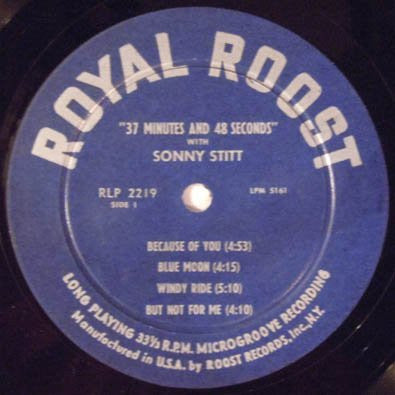 ROYAL ROOST
"37 MINUTES AND 48 SECONDS"
WITH
SONNY STITT
RLP 2219
SIDE 1
LPM 5161
BECAUSE OF YOU (4:53)
BLUE MOON (4:15)
WINDY RIDE (5:10)
BUT NOT FOR ME (4:10)
LONG PLAYING 33⅓ R.P.M. MICROGROOVE RECORDING
Manufactured in U.S.A. by ROOST RECORDS, Inc., N.Y.